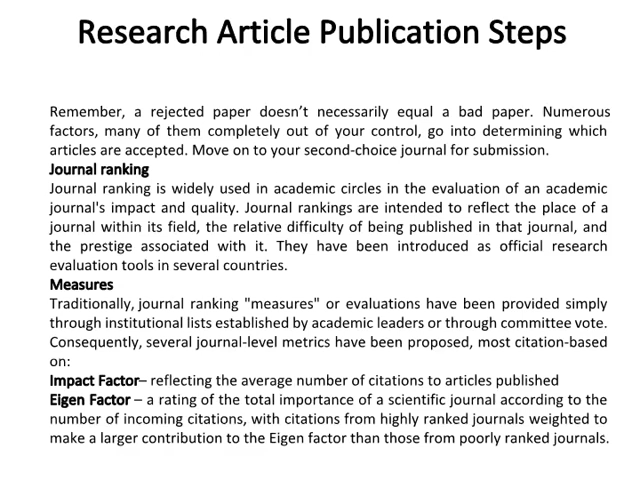 Research Article Publication Steps
Remember, a rejected paper doesn’t necessarily equal a bad paper. Numerous
factors, many of them completely out of your control, go into determining which
articles are accepted. Move on to your second-choice journal for submission.
Journal ranking
Journal ranking is widely used in academic circles in the evaluation of an academic
journal's impact and quality. Journal rankings are intended to reflect the place of a
journal within its field, the relative difficulty of being published in that journal, and
the prestige associated with it. They have been introduced as official research
evaluation tools in several countries.
Measures
Traditionally, journal ranking "measures" or evaluations have been provided simply
through institutional lists established by academic leaders or through committee vote.
Consequently, several journal-level metrics have been proposed, most citation-based
on:
Impact Factor– reflecting the average number of citations to articles published
Eigen Factor – a rating of the total importance of a scientific journal according to the
number of incoming citations, with citations from highly ranked journals weighted to
make a larger contribution to the Eigen factor than those from poorly ranked journals.